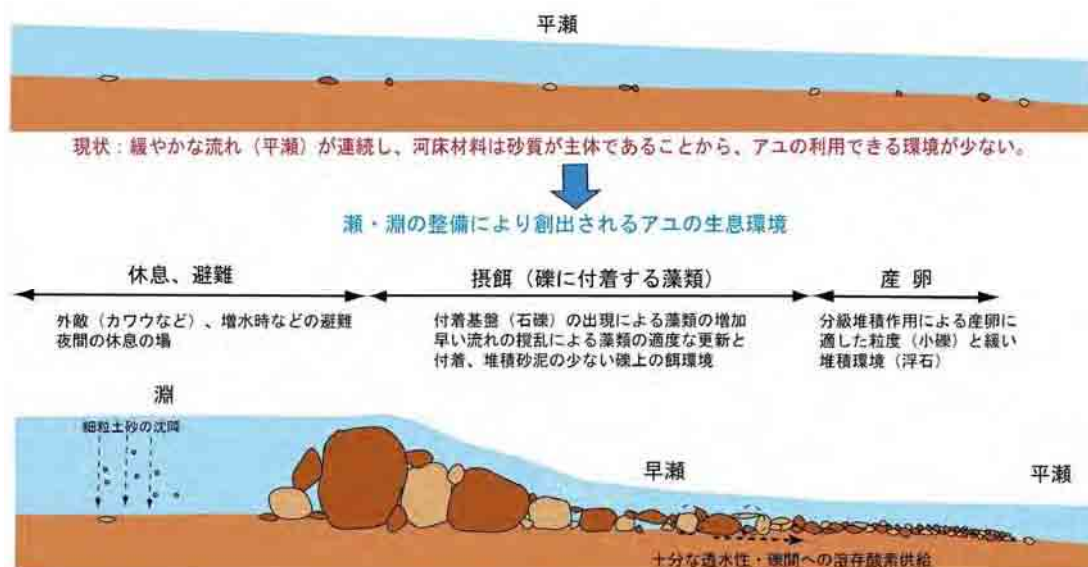 平瀬
現状：緩やかな流れ（平瀬）が連続し、河床材料は砂質が主体であることから、アユの利用できる環境が少ない。
瀬・淵の整備により創出されるアユの生息環境
休息、避難
外敵（カワウなど）、増水時などの避難
夜間の休息の場
摂餌（礫に付着する藻類）
付着基盤（石礫）の出現による藻類の増加
早い流れの撹乱による藻類の適度な更新と
付着、堆積砂泥の少ない礫上の餌環境
産 卵
分級堆積作用による産卵に
適した粒度（小礫）と緩い
堆積環境（浮石）
淵
細粒土砂の沈降
早瀬
平瀬
十分な透水性・礫間への溶存酸素供給